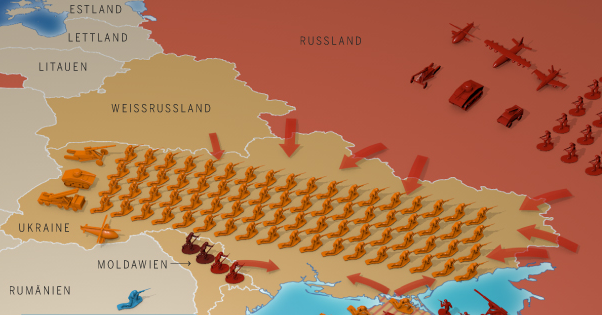 ESTLAND
LETTLAND
RUSSLAND
LITAUEN
WEISSRUSSLAND
UKRAINE
MOLDAWIEN
RUMÄNIEN